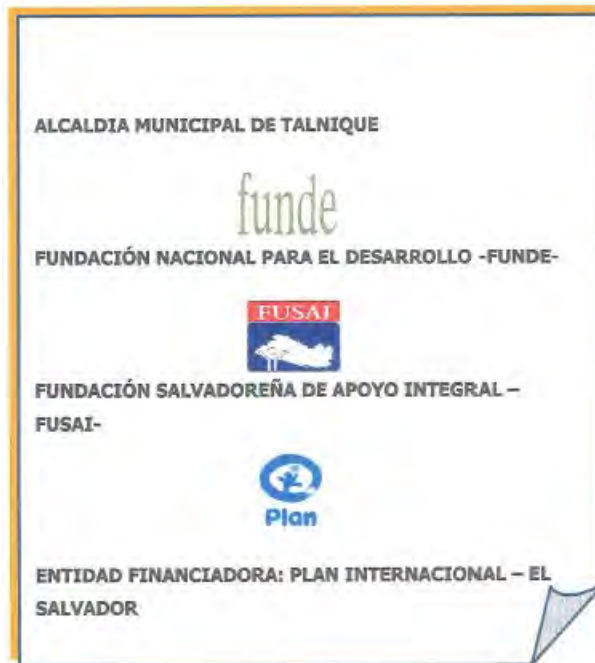 ALCALDIA MUNICIPAL DE TALNIQUE
funde
FUNDACIÓN NACIONAL PARA EL DESARROLLO -FUNDE-
FUSAI
FUNDACIÓN SALVADOREÑA DE APOYO INTEGRAL –
FUSAI-
Plan
ENTIDAD FINANCIADORA: PLAN INTERNACIONAL – EL
SALVADOR